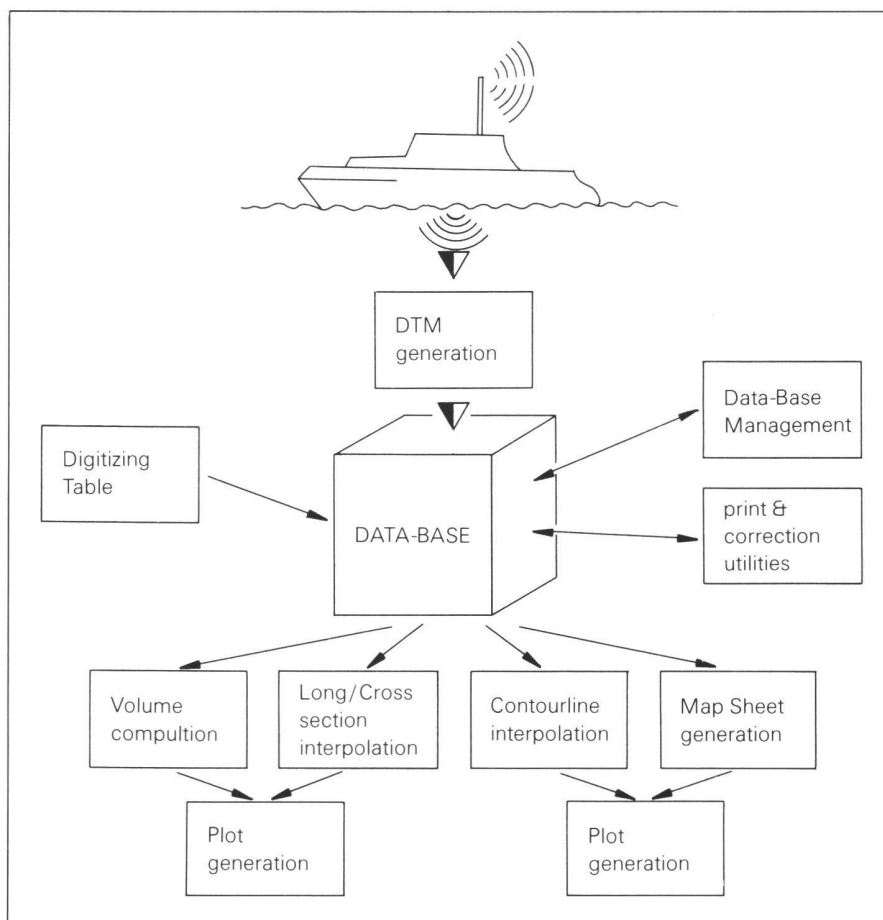 DTM
generation
Data-Base
Management
Digitizing
Table
DATA-BASE
print &
correction
utilities
Volume
compultion
Long/Cross
section
interpolation
Contourline
interpolation
Map Sheet
generation
Plot
generation
Plot
generation